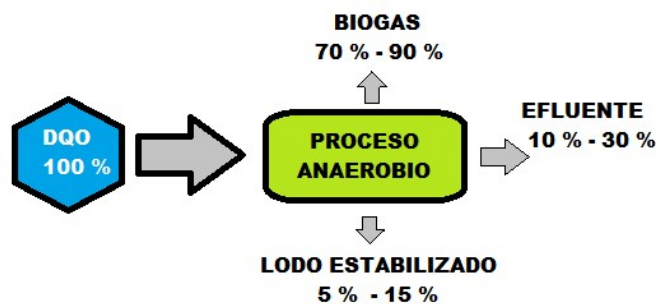 BIOGAS
70 % - 90 %
DQO
100 %
PROCESO
ANAEROBIO
EFLUENTE
10 % - 30 %
LODO ESTABILIZADO
5 % - 15 %